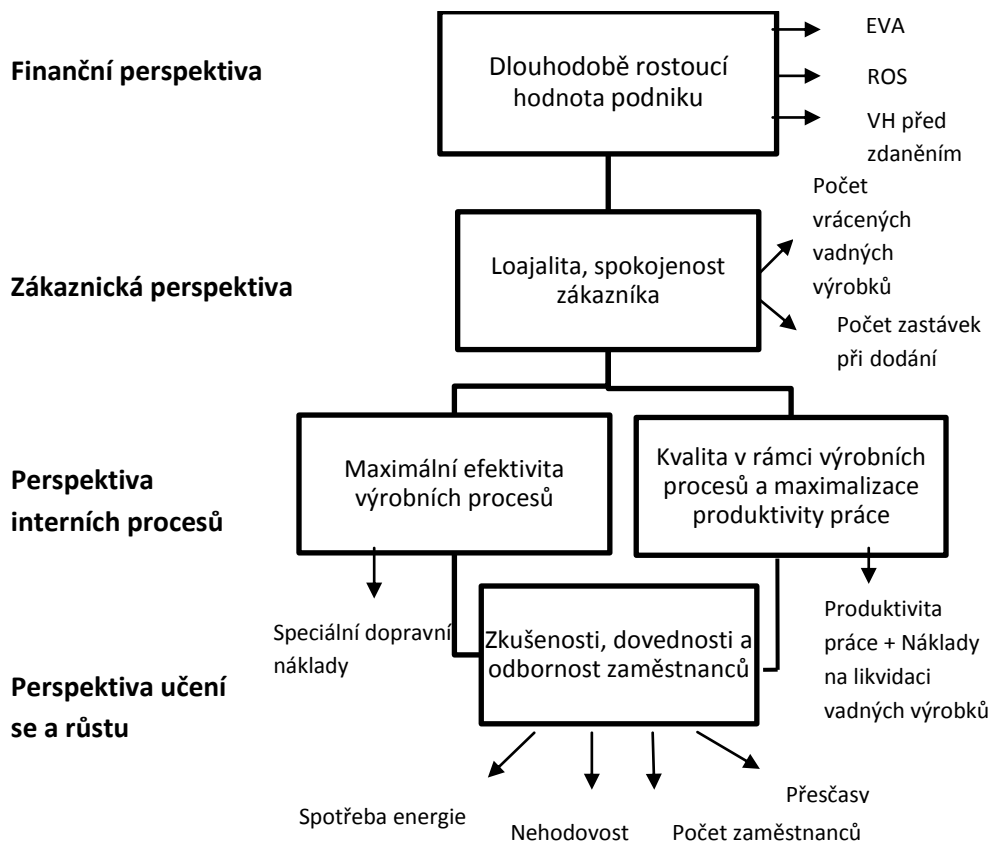 Finanční perspektiva
Dlouhodobě rostoucí
hodnota podniku
EVA
ROS
VH před
zdaněním
Zákaznická perspektiva
Loajalita, spokojenost
zákazníka
Počet
vrácených
vadných
výrobků
Počet zastávek
při dodání
Perspektiva
interních procesů
Maximální efektivita
výrobních procesů
Kvalita v rámci výrobních
procesů a maximalizace
produktivity práce
Speciální dopravní
náklady
Produktivita
práce + Náklady
na likvidaci
vadných výrobků
Perspektiva učení
se a růstu
Zkušenosti, dovednosti a
odbornost zaměstnanců
Spotřeba energie
Nehodovost
Počet zaměstnanců
Přesčasy